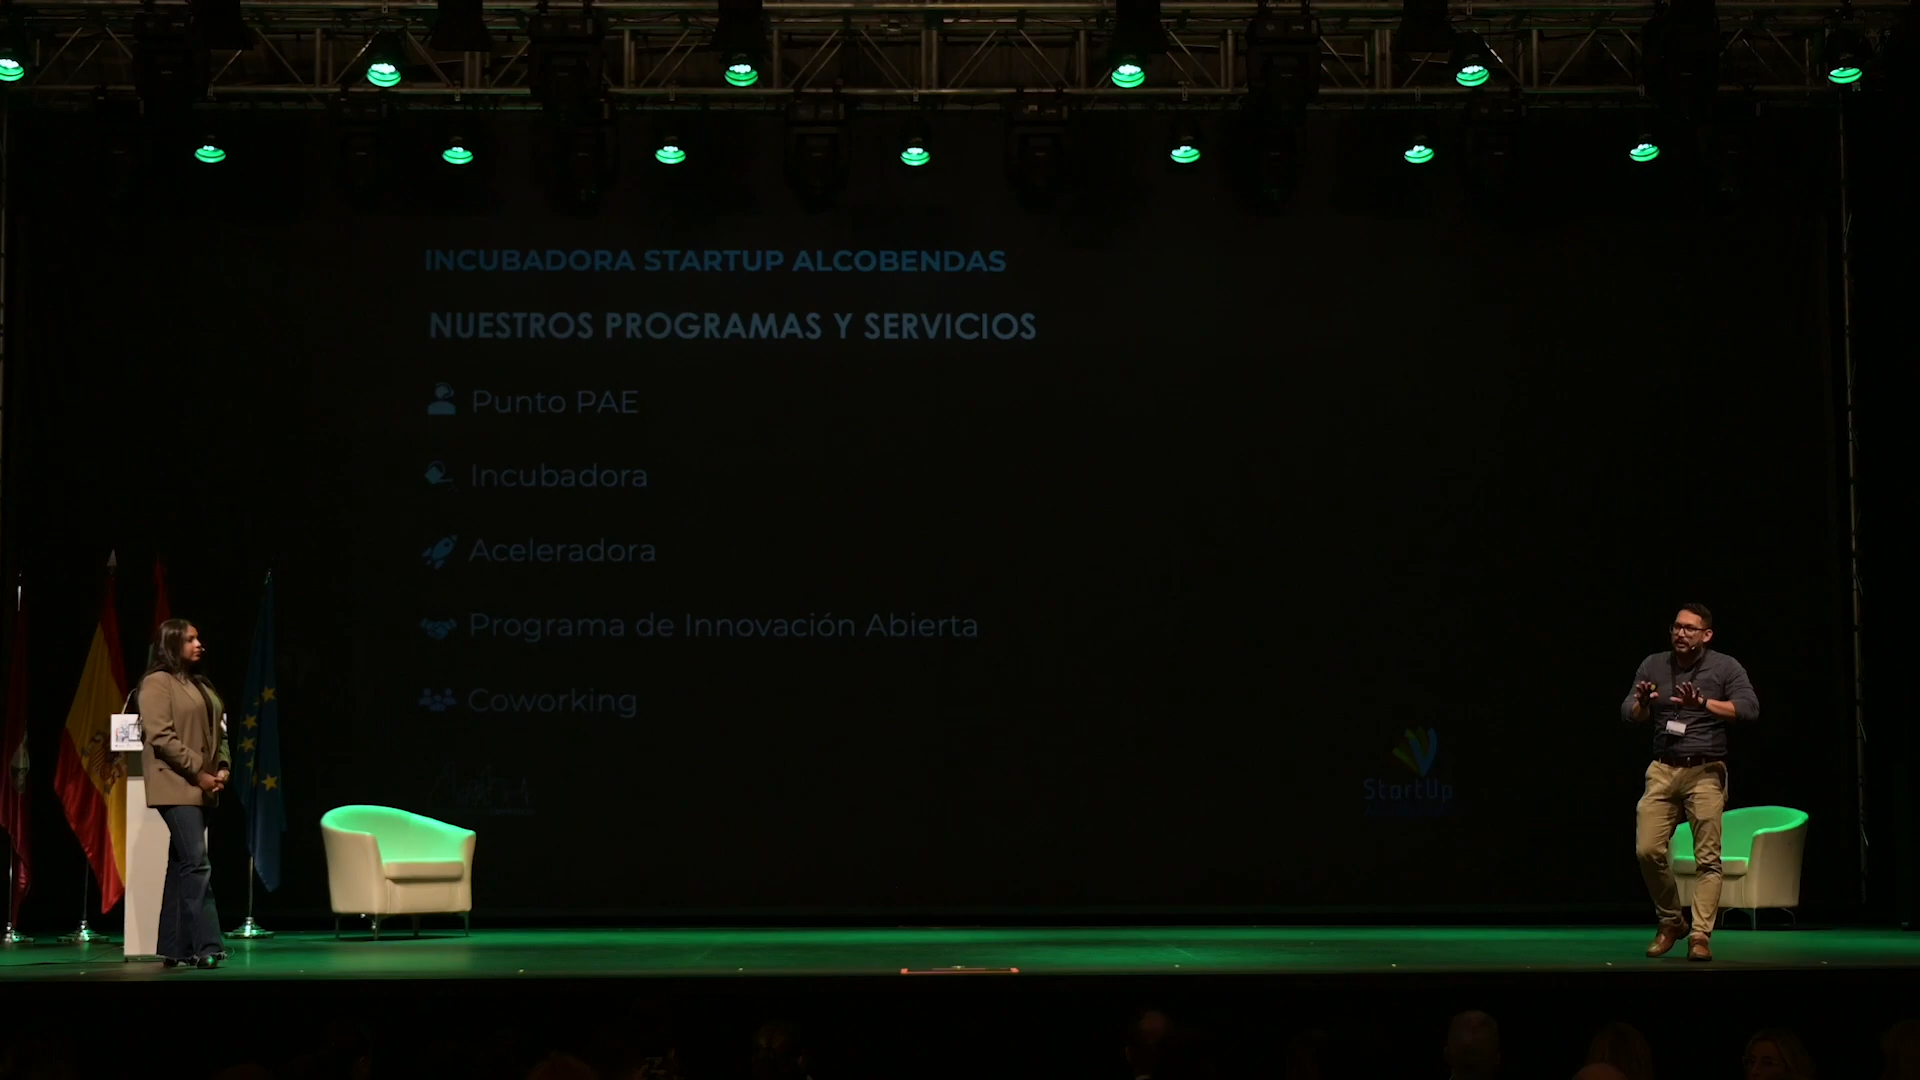 INCUBADORA STARTUP ALCOBENDAS
NUESTROS PROGRAMAS Y SERVICIOS
Punto PAE
Incubadora
Aceleradora
Programa de Innovación Abierta
Coworking
StartUp